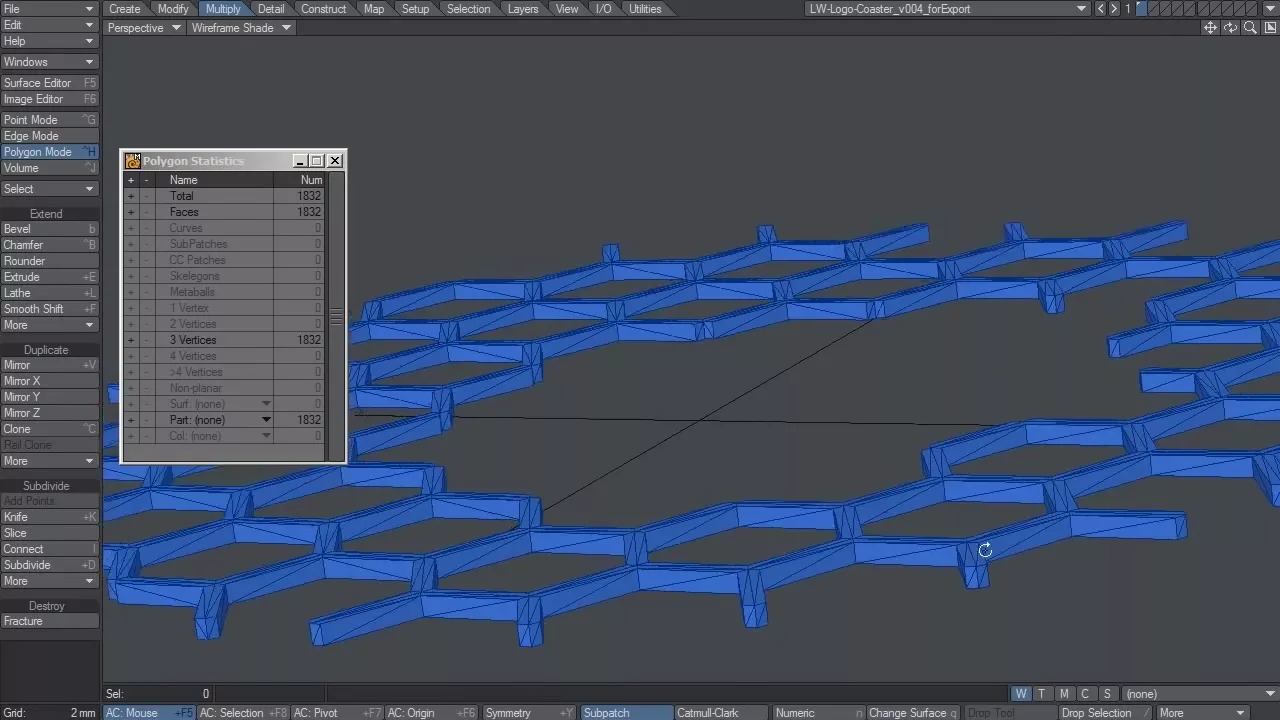 File Create Modify Multiply Detail Construct Map Setup Selection Layers View I/O Utilities LW-Logo-Coaster_v004_forExport 1
Edit Perspective Wireframe Shade
Help
Windows
Surface Editor F5
Image Editor F6
Point Mode ^G
Edge Mode
Polygon Mode ^H
Volume ^J
Select
Extend
Bevel b
Chamfer ^B
Rounder
Extrude +E
Lathe +L
Smooth Shift +F
More
Duplicate
Mirror +V
Mirror X
Mirror Y
Mirror Z
Clone ^C
Rail Clone
More
Subdivide
Add Points
Knife +K
Slice
Connect l
Subdivide +D
More
Destroy
Fracture
Polygon Statistics
+ - Name Num
+ - Total 1832
+ - Faces 1832
+ - Curves 0
+ - SubPatches 0
+ - CC Patches 0
+ - Skelegons 0
+ - Metaballs 0
+ - 1 Vertex 0
+ - 2 Vertices 0
+ - 3 Vertices 1832
+ - 4 Vertices 0
+ - >4 Vertices 0
+ - Non-planar 0
+ - Surf: (none) 0
+ - Part: (none) 1832
+ - Col: (none) 0
Sel: 0 W T M C S (none)
Grid: 2 mm AC: Mouse +F5 AC: Selection +F8 AC: Pivot +F7 AC: Origin +F6 Symmetry +Y Subpatch Catmull-Clark Numeric n Change Surface q Drop Tool Drop Selection / More